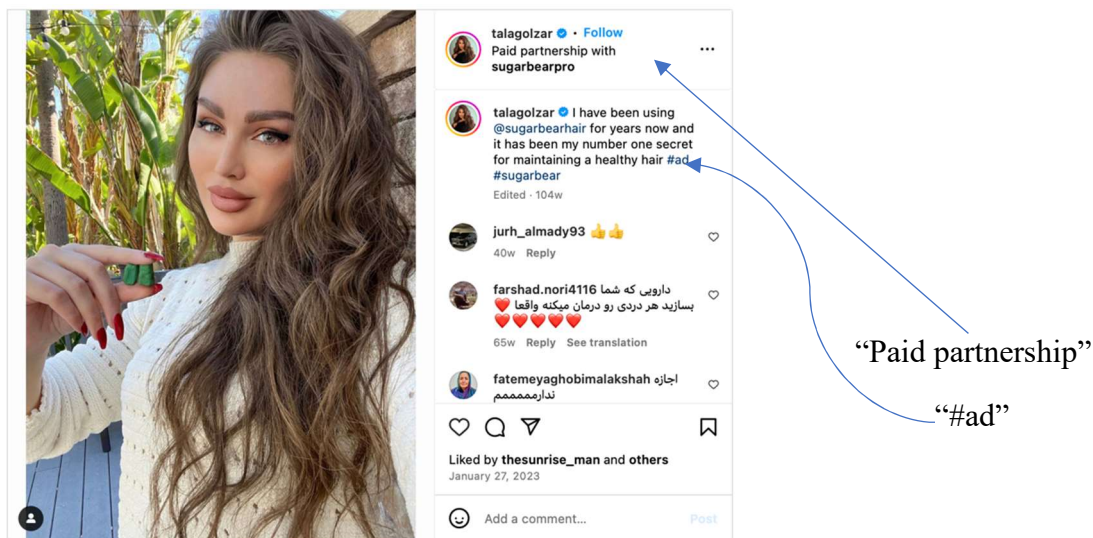 talagolzar • Follow
Paid partnership with
sugarbearpro
talagolzar I have been using
@sugarbearhair for years now and
it has been my number one secret
for maintaining a healthy hair #ad
#sugarbear
Edited · 104w
jurh_almady93 👍👍
40w Reply
farshad.nori4116 دارویی که شما
بسازید هر دردی رو درمان میکنه واقعا ❤️
❤️❤️❤️❤️❤️
65w Reply See translation
fatemeyaghobimalakshah اجازه
ندارمممممم
Liked by thesunrise_man and others
January 27, 2023
Add a comment...
Post
“Paid partnership”
“#ad”